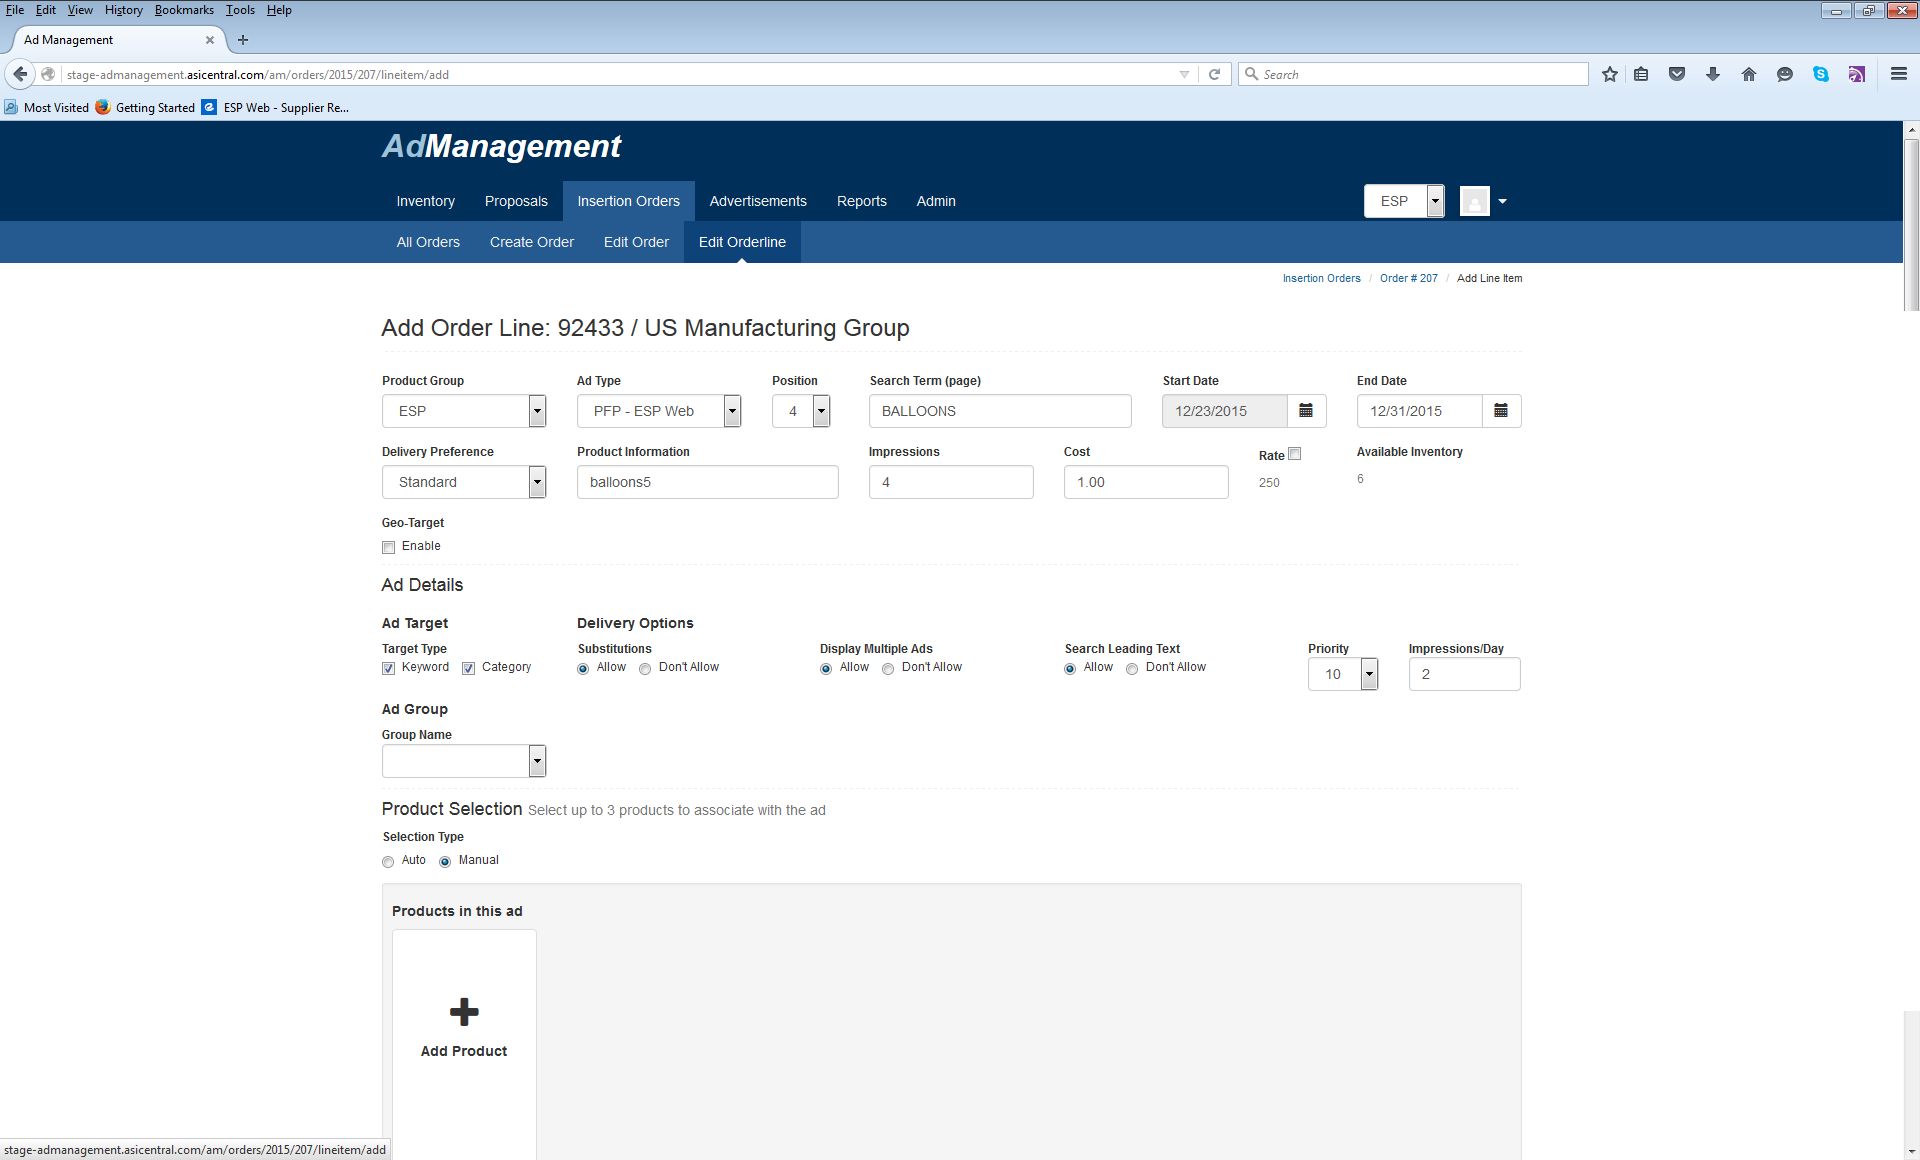 File Edit View History Bookmarks Tools Help
Ad Management
stage-admanagement.asicentral.com/am/orders/2015/207/lineitem/add
Search
Most Visited Getting Started ESP Web - Supplier Re...
AdManagement
Inventory Proposals Insertion Orders Advertisements Reports Admin ESP
All Orders Create Order Edit Order Edit Orderline
Insertion Orders / Order # 207 / Add Line Item
Add Order Line: 92433 / US Manufacturing Group
Product Group Ad Type Position Search Term (page) Start Date End Date
ESP PFP - ESP Web 4 BALLOONS 12/23/2015 12/31/2015
Delivery Preference Product Information Impressions Cost Rate Available Inventory
Standard balloons5 4 1.00 250 6
Geo-Target
Enable
Ad Details
Ad Target Delivery Options
Target Type Substitutions Display Multiple Ads Search Leading Text Priority Impressions/Day
Keyword Category Allow Don't Allow Allow Don't Allow Allow Don't Allow 10 2
Ad Group
Group Name
Product Selection Select up to 3 products to associate with the ad
Selection Type
Auto Manual
Products in this ad
Add Product
stage-admanagement.asicentral.com/am/orders/2015/207/lineitem/add